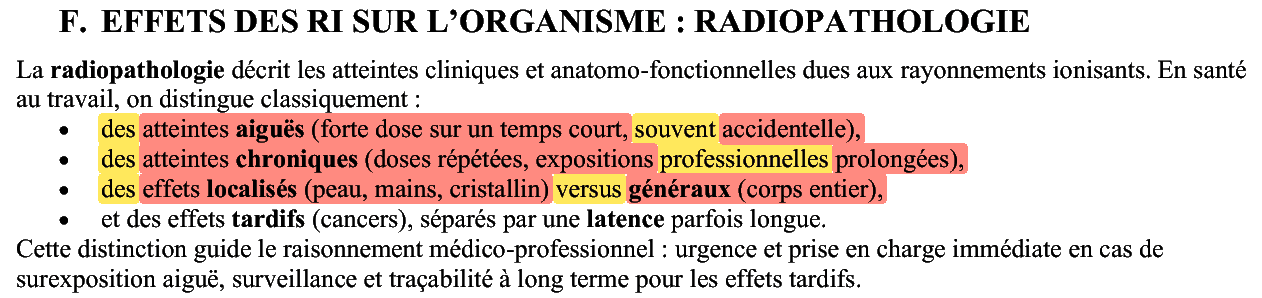 F. EFFETS DES RI SUR L’ORGANISME : RADIOPATHOLOGIE
La radiopathologie décrit les atteintes cliniques et anatomo-fonctionnelles dues aux rayonnements ionisants. En santé
au travail, on distingue classiquement :
• des atteintes aiguës (forte dose sur un temps court, souvent accidentelle),
• des atteintes chroniques (doses répétées, expositions professionnelles prolongées),
• des effets localisés (peau, mains, cristallin) versus généraux (corps entier),
• et des effets tardifs (cancers), séparés par une latence parfois longue.
Cette distinction guide le raisonnement médico-professionnel : urgence et prise en charge immédiate en cas de
surexposition aiguë, surveillance et traçabilité à long terme pour les effets tardifs.